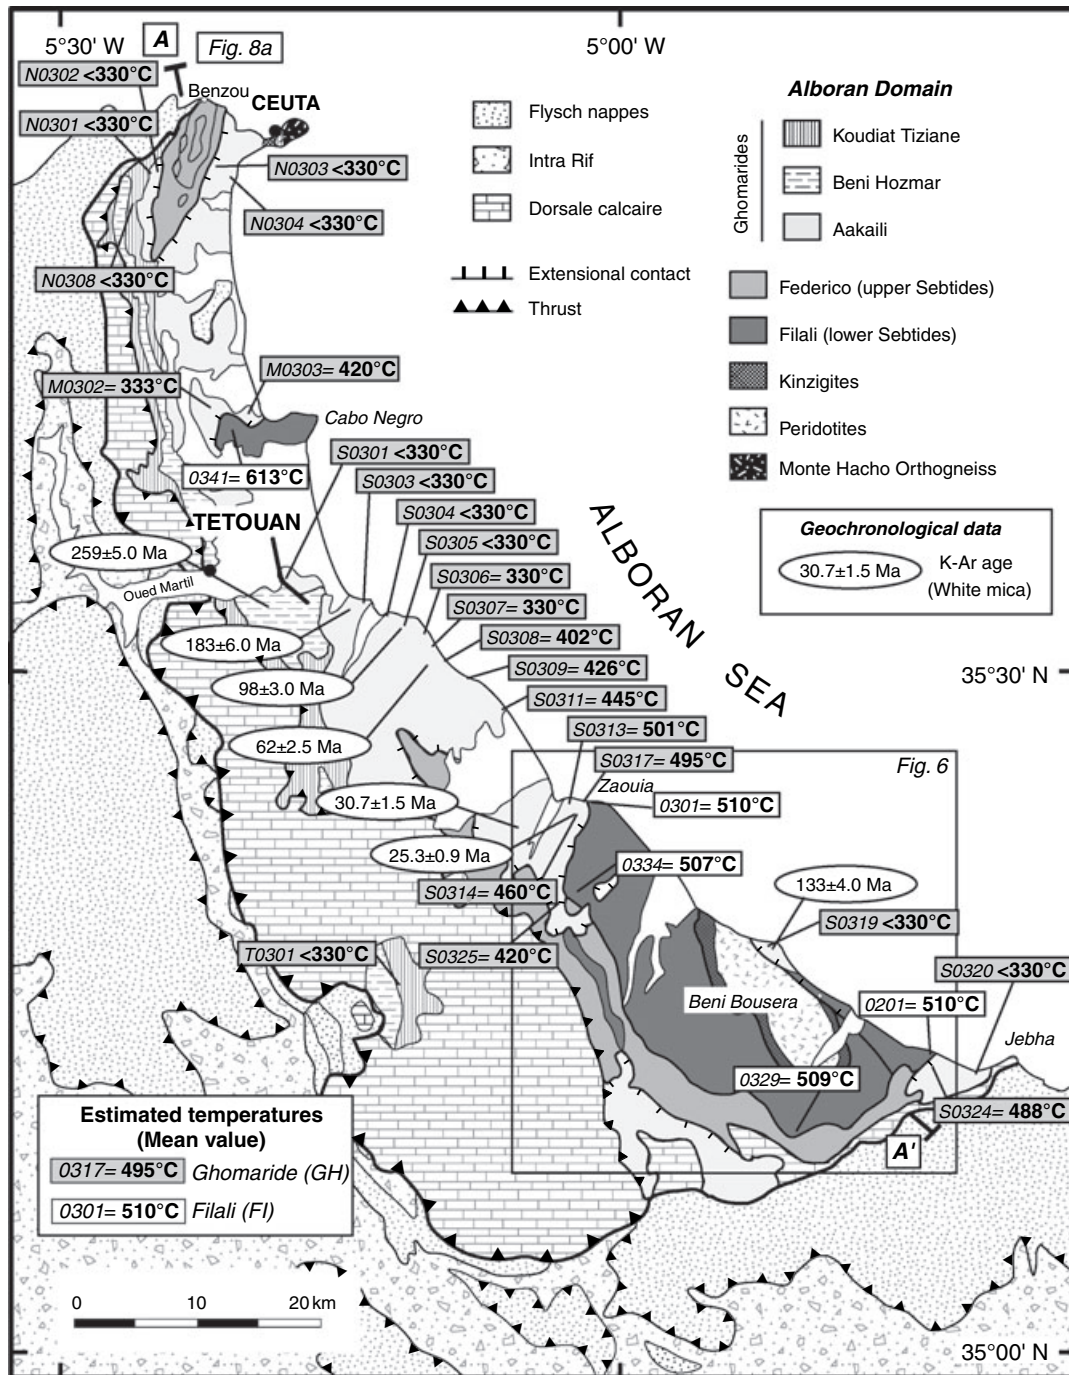 5°30' W
A
Fig. 8a
5°00' W
N0302 <330°C
Benzou
CEUTA
N0301 <330°C
N0303 <330°C
N0304 <330°C
N0308 <330°C
Flysch nappes
Intra Rif
Dorsale calcaire
Extensional contact
Thrust
Alboran Domain
Ghomarides
Koudiat Tiziane
Beni Hozmar
Aakaili
Federico (upper Sebtides)
Filali (lower Sebtides)
Kinzigites
Peridotites
Monte Hacho Orthogneiss
Geochronological data
30.7±1.5 Ma
K-Ar age
(White mica)
M0303= 420°C
M0302= 333°C
Cabo Negro
0341= 613°C
S0301 <330°C
S0303 <330°C
S0304 <330°C
S0305 <330°C
S0306= 330°C
S0307= 330°C
S0308= 402°C
S0309= 426°C
S0311= 445°C
S0313= 501°C
S0317= 495°C
TETOUAN
259±5.0 Ma
Oued Martil
183±6.0 Ma
98±3.0 Ma
62±2.5 Ma
30.7±1.5 Ma
25.3±0.9 Ma
ALBORAN SEA
35°30' N
Fig. 6
Zaouia
0301= 510°C
0334= 507°C
133±4.0 Ma
S0314= 460°C
S0319 <330°C
T0301 <330°C
S0325= 420°C
S0320 <330°C
Beni Bousera
0201= 510°C
Jebha
0329= 509°C
S0324= 488°C
A'
Estimated temperatures
(Mean value)
0317= 495°C Ghomaride (GH)
0301= 510°C Filali (FI)
0 10 20 km
35°00' N